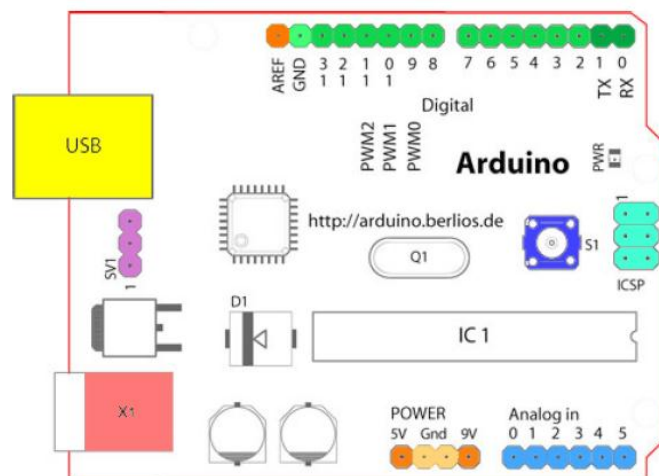 AREF GND 13 12 11 10 9 8 7 6 5 4 3 2 1 0
TX RX
Digital
PWM2 PWM1 PWM0
USB
Arduino
PWR
1
http://arduino.berlios.de
SV1
1
Q1
S1
ICSP
D1
IC 1
X1
POWER
5V Gnd 9V
Analog in
0 1 2 3 4 5